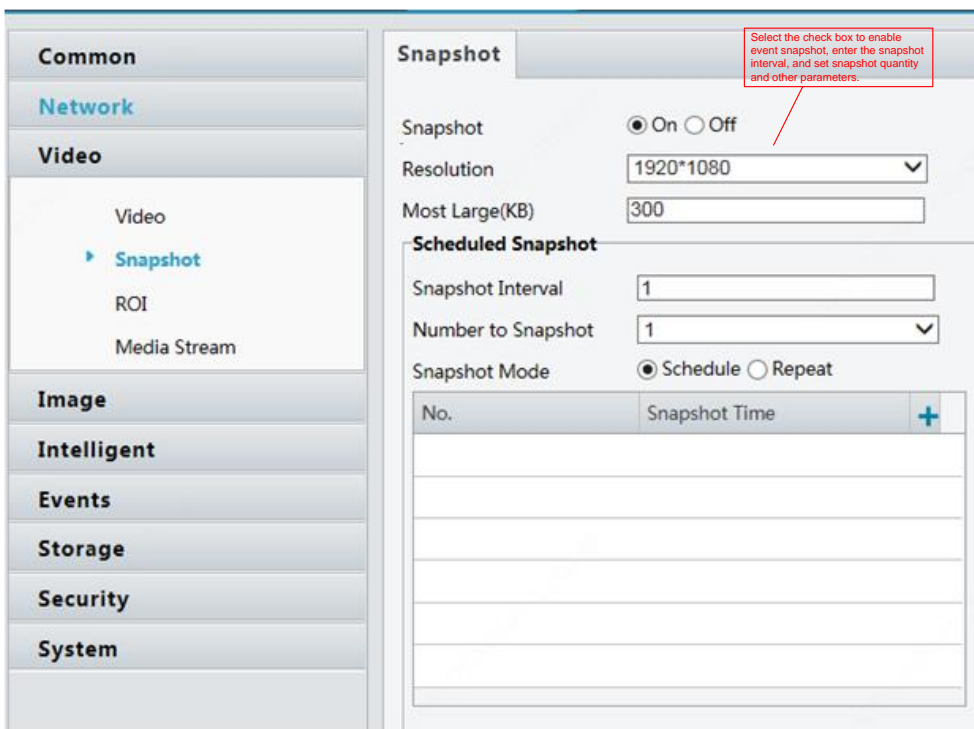 Common
Network
Video
Video
Snapshot
ROI
Media Stream
Image
Intelligent
Events
Storage
Security
System
Snapshot
Select the check box to enable
event snapshot, enter the snapshot
interval, and set snapshot quantity
and other parameters.
Snapshot On Off
Resolution 1920*1080
Most Large(KB) 300
Scheduled Snapshot
Snapshot Interval 1
Number to Snapshot 1
Snapshot Mode Schedule Repeat
No. Snapshot Time +